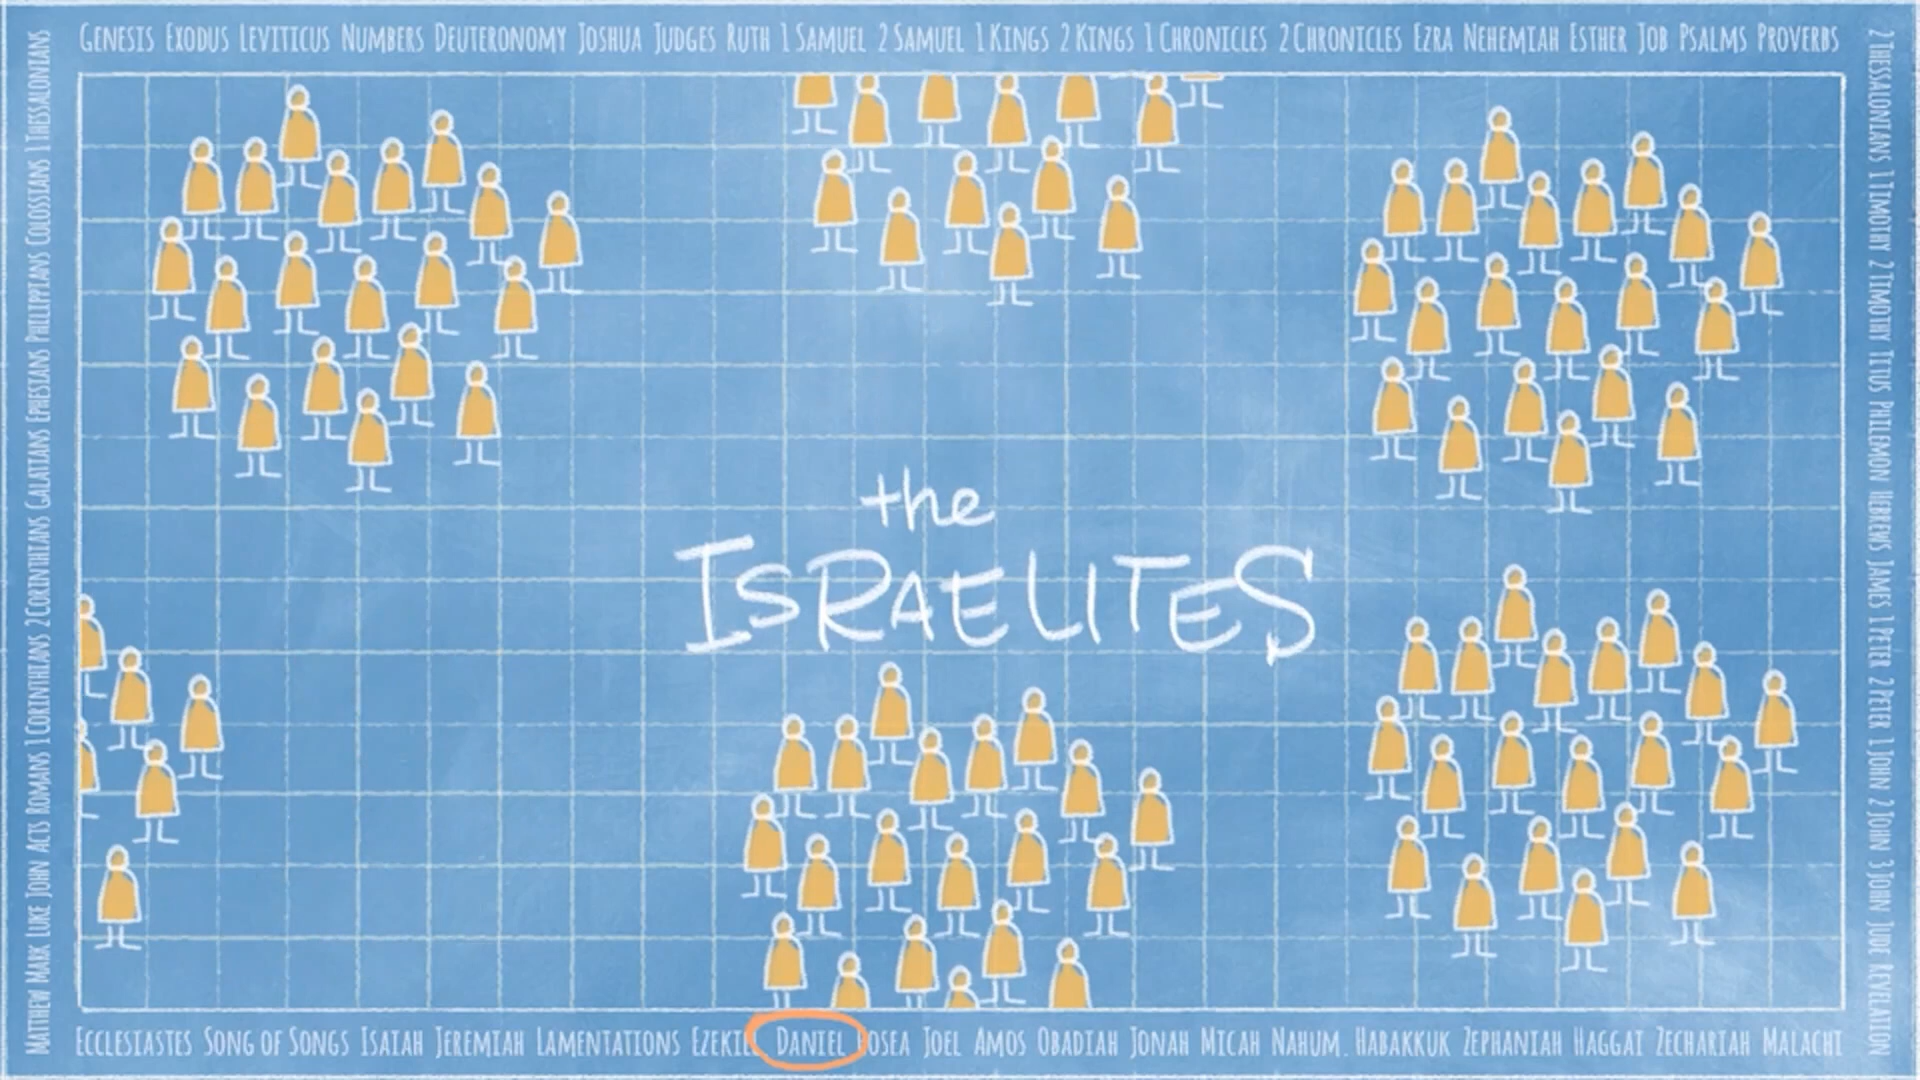 GENESIS EXODUS LEVITICUS NUMBERS DEUTERONOMY JOSHUA JUDGES RUTH 1 SAMUEL 2 SAMUEL 1 KINGS 2 KINGS 1 CHRONICLES 2 CHRONICLES EZRA NEHEMIAH ESTHER JOB PSALMS PROVERBS
the
ISRAELITES
ECCLESIASTES SONG OF SONGS ISAIAH JEREMIAH LAMENTATIONS DANIEL JOEL AMOS OBADIAH JONAH MICAH NAHUM. HABAKKUK ZEPHANIAH HAGGAI ZECHARIAH MALACHI
MATTHEW MARK LUKE JOHN ACTS ROMANS 1 CORINTHIANS 2 CORINTHIANS GALATIANS EPHESIANS PHILIPPIANS COLOSSIANS 1 THESSALONIANS
2 THESSALONIANS 1 TIMOTHY 2 TIMOTHY TITUS PHILEMON HEBREWS JAMES 1 PETER 2 PETER 1 JOHN 2 JOHN 3 JOHN JUDE REVELATION